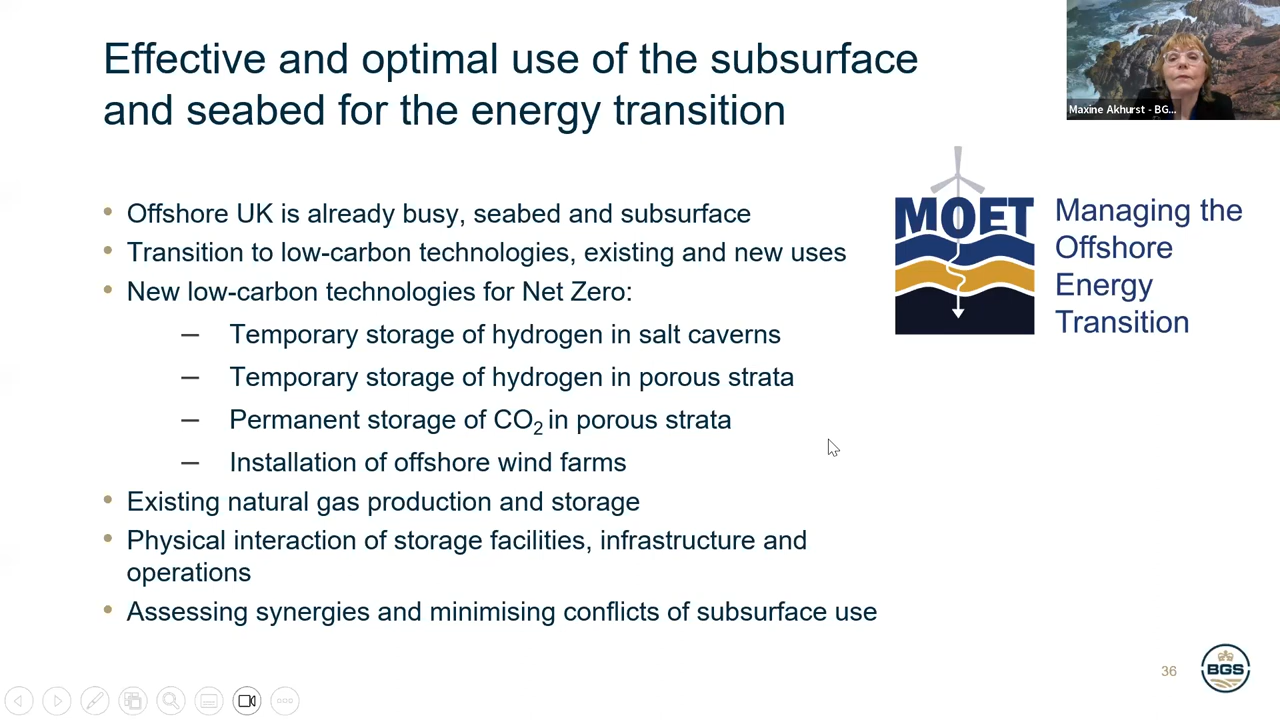 Effective and optimal use of the subsurface
and seabed for the energy transition
Maxine Akhurst - BG...
MOET
Managing the
Offshore
Energy
Transition
• Offshore UK is already busy, seabed and subsurface
• Transition to low-carbon technologies, existing and new uses
• New low-carbon technologies for Net Zero:
– Temporary storage of hydrogen in salt caverns
– Temporary storage of hydrogen in porous strata
– Permanent storage of CO₂ in porous strata
– Installation of offshore wind farms
• Existing natural gas production and storage
• Physical interaction of storage facilities, infrastructure and
operations
• Assessing synergies and minimising conflicts of subsurface use
36
BGS